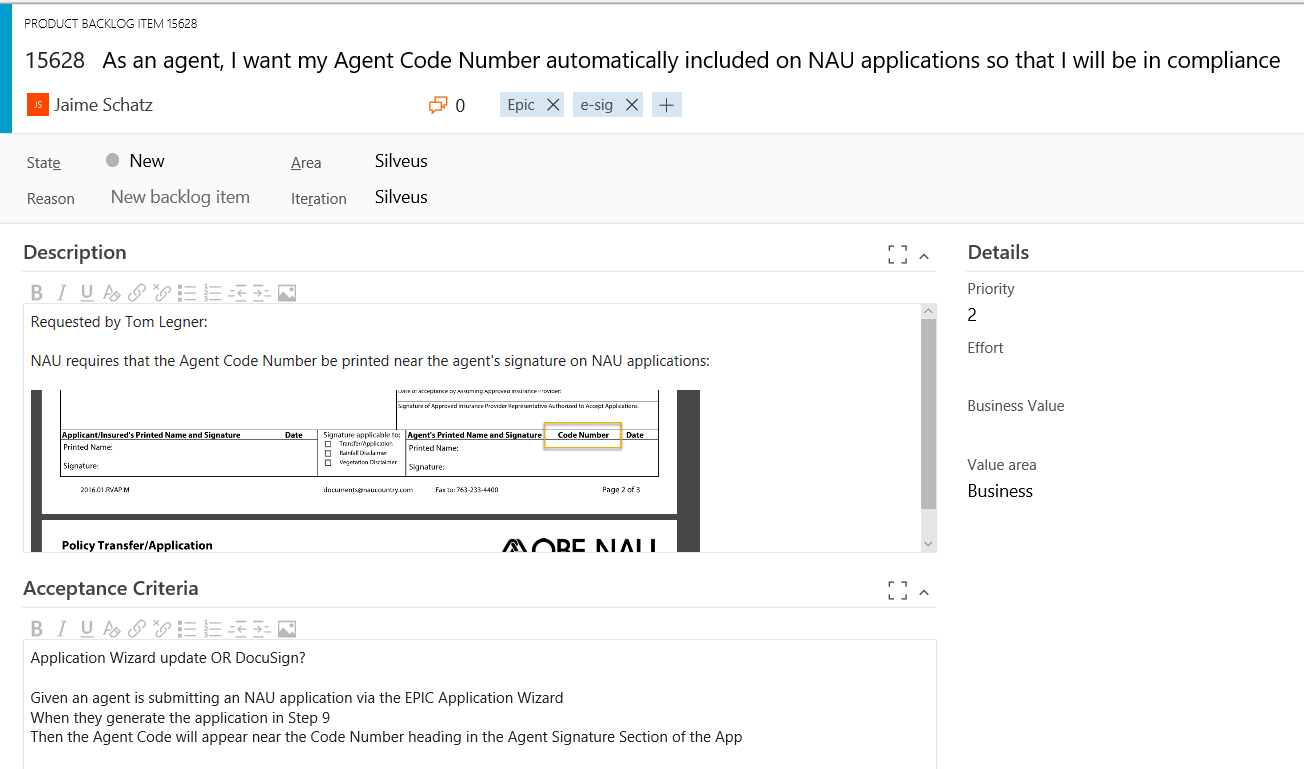 PRODUCT BACKLOG ITEM 15628
15628 As an agent, I want my Agent Code Number automatically included on NAU applications so that I will be in compliance
JS Jaime Schatz 0 Epic e-sig
State New Area Silveus
Reason New backlog item Iteration Silveus
Description
Details
Requested by Tom Legner:
NAU requires that the Agent Code Number be printed near the agent's signature on NAU applications:
Date of acceptance by Assuming Approved Insurance Provider:
Signature of Approved Insurance Provider Representative Authorized to Accept Applications.
Applicant/Insured's Printed Name and Signature Date Signature applicable to: Agent's Printed Name and Signature Code Number Date
Printed Name: Transfer/Application Printed Name:
Rainfall Disclaimer
Signature: Vegetation Disclaimer Signature:
2016.01.RVAP.M documents@naucountry.com Fax to: 763-233-4400 Page 2 of 3
Policy Transfer/Application QBE NAU
Priority
2
Effort
Business Value
Value area
Business
Acceptance Criteria
Application Wizard update OR DocuSign?
Given an agent is submitting an NAU application via the EPIC Application Wizard
When they generate the application in Step 9
Then the Agent Code will appear near the Code Number heading in the Agent Signature Section of the App